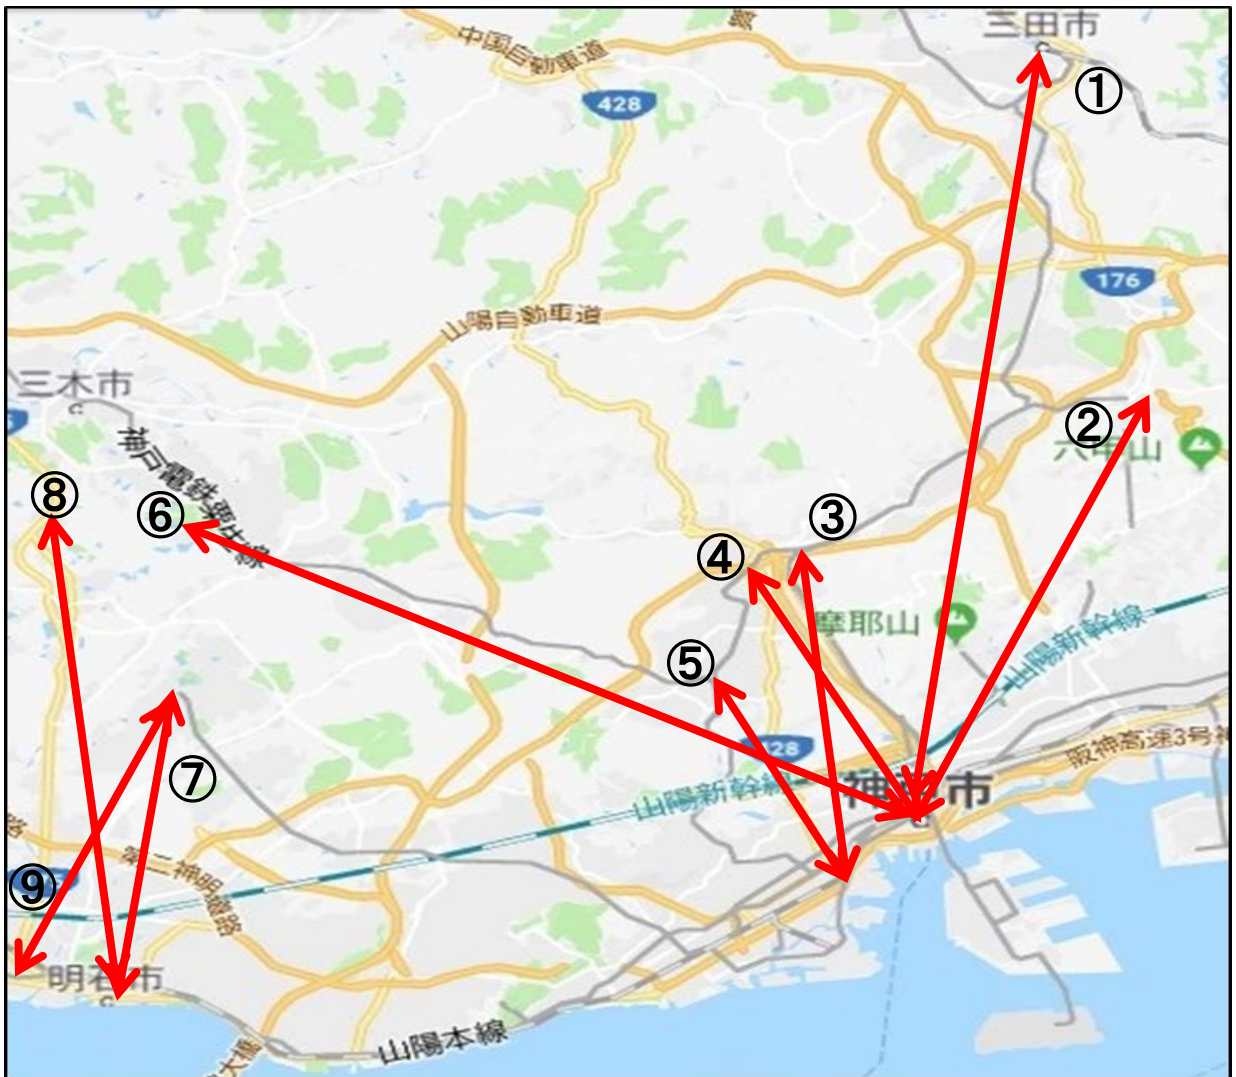 三田市
中国自動車道
①
428
176
山陽自動車道
三木市
②
六甲山
神戸電鉄粟生線
⑧
⑥
③
④
摩耶山
山陽新幹線
⑤
⑦
428
山陽新幹線
神戸市
阪神高速3号神
路
第二神明道路
⑨
明石市
山陽本線
大橋